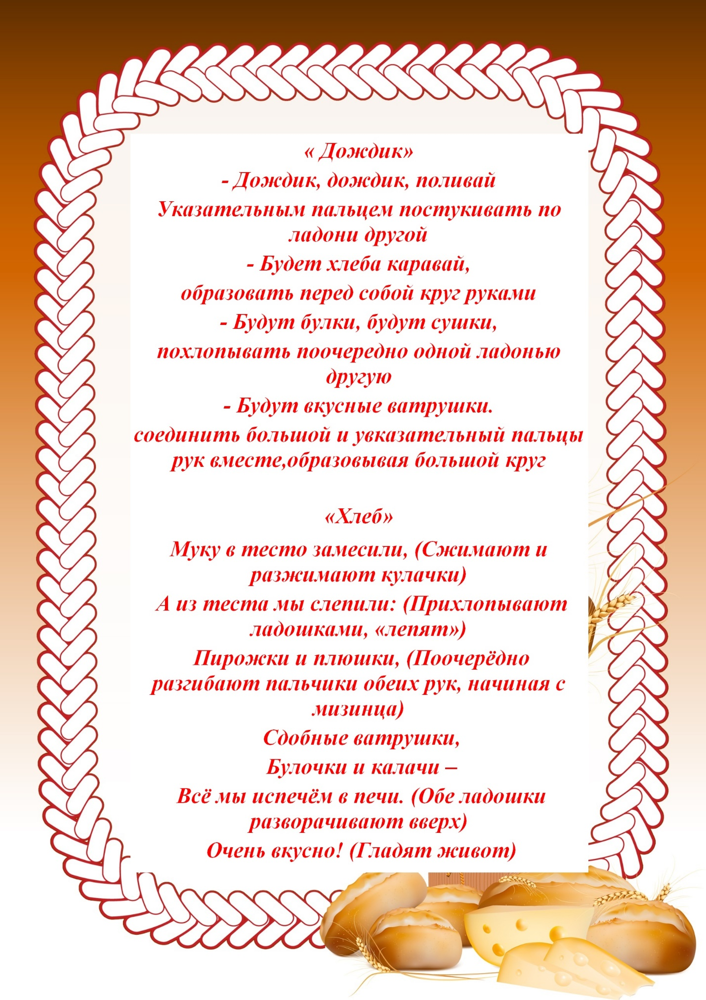 « Дождик»
- Дождик, дождик, поливай
Указательным пальцем постукивать по
ладони другой
- Будет хлеба каравай,
образовать перед собой круг руками
- Будут булки, будут сушки,
похлопывать поочередно одной ладонью
другую
- Будут вкусные ватрушки.
соединить большой и увказательный пальцы
рук вместе,образовывая большой круг
«Хлеб»
Муку в тесто замесили, (Сжимают и
разжимают кулачки)
А из теста мы слепили: (Прихлопывают
ладошками, «лепят»)
Пирожки и плюшки, (Поочерёдно
разгибают пальчики обеих рук, начиная с
мизинца)
Сдобные ватрушки,
Булочки и калачи –
Всё мы испечём в печи. (Обе ладошки
разворачивают вверх)
Очень вкусно! (Гладят живот)